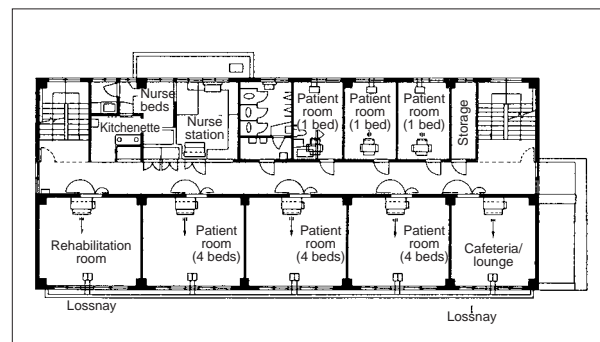 Nurse
beds
Kitchenette
Nurse
station
Patient
room
(1 bed)
Patient
room
(1 bed)
Patient
room
(1 bed)
Storage
Rehabilitation
room
Patient
room
(4 beds)
Patient
room
(4 beds)
Patient
room
(4 beds)
Cafeteria/
lounge
Lossnay
Lossnay